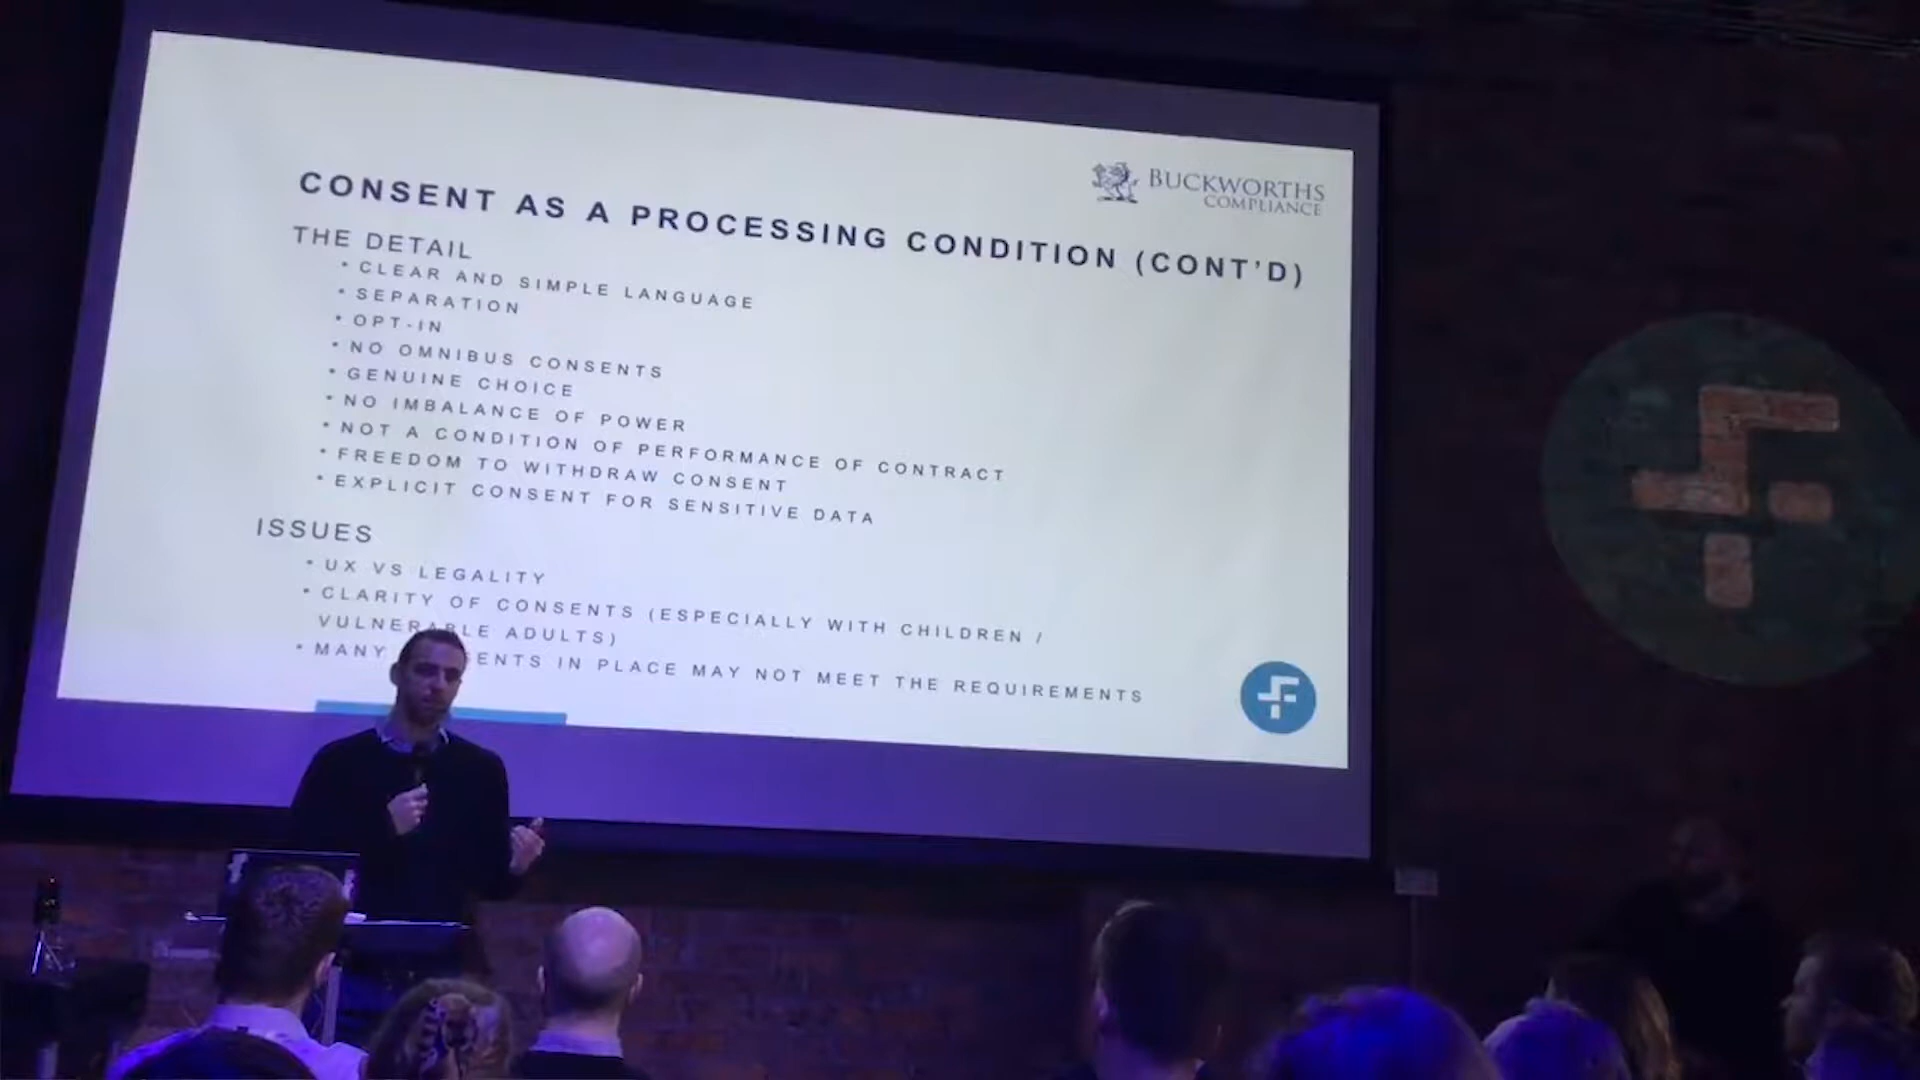 BUCKWORTHS
COMPLIANCE
CONSENT AS A PROCESSING CONDITION (CONT'D)
THE DETAIL
• CLEAR AND SIMPLE LANGUAGE
• SEPARATION
• OPT-IN
• NO OMNIBUS CONSENTS
• GENUINE CHOICE
• NO IMBALANCE OF POWER
• NOT A CONDITION OF PERFORMANCE OF CONTRACT
• FREEDOM TO WITHDRAW CONSENT
• EXPLICIT CONSENT FOR SENSITIVE DATA
ISSUES
• UX VS LEGALITY
• CLARITY OF CONSENTS (ESPECIALLY WITH CHILDREN /
VULNERABLE ADULTS)
• MANY SENTS IN PLACE MAY NOT MEET THE REQUIREMENTS